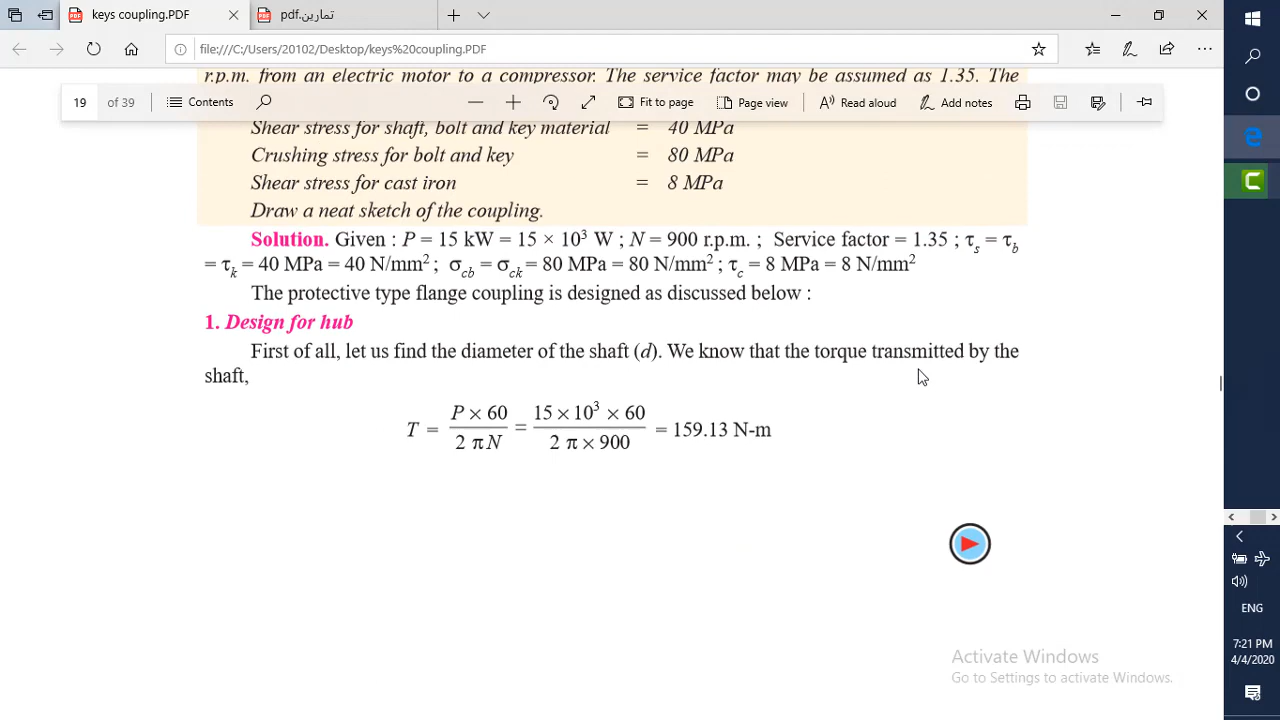 keys coupling.PDF
تمارين.pdf
file:///C:/Users/20102/Desktop/keys%20coupling.PDF
r.p.m. from an electric motor to a compressor. The service factor may be assumed as 1.35. The
19 of 39 Contents Fit to page Page view Read aloud Add notes
Shear stress for shaft, bolt and key material = 40 MPa
Crushing stress for bolt and key = 80 MPa
Shear stress for cast iron = 8 MPa
Draw a neat sketch of the coupling.
Solution. Given : P = 15 kW = 15 × 10³ W ; N = 900 r.p.m. ; Service factor = 1.35 ; τs = τb
= τk = 40 MPa = 40 N/mm² ; σcb = σck = 80 MPa = 80 N/mm² ; τc = 8 MPa = 8 N/mm²
The protective type flange coupling is designed as discussed below :
1. Design for hub
First of all, let us find the diameter of the shaft (d). We know that the torque transmitted by the
shaft,
T = P × 60 / 2 π N = 15 × 10³ × 60 / 2 π × 900 = 159.13 N-m
Activate Windows
Go to Settings to activate Windows.
ENG
7:21 PM
4/4/2020